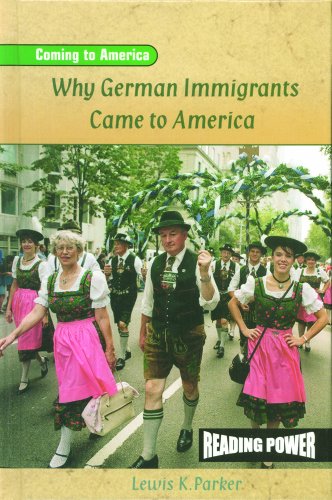 Coming to America
Why German Immigrants
Came to America
READING POWER
Lewis K. Parker